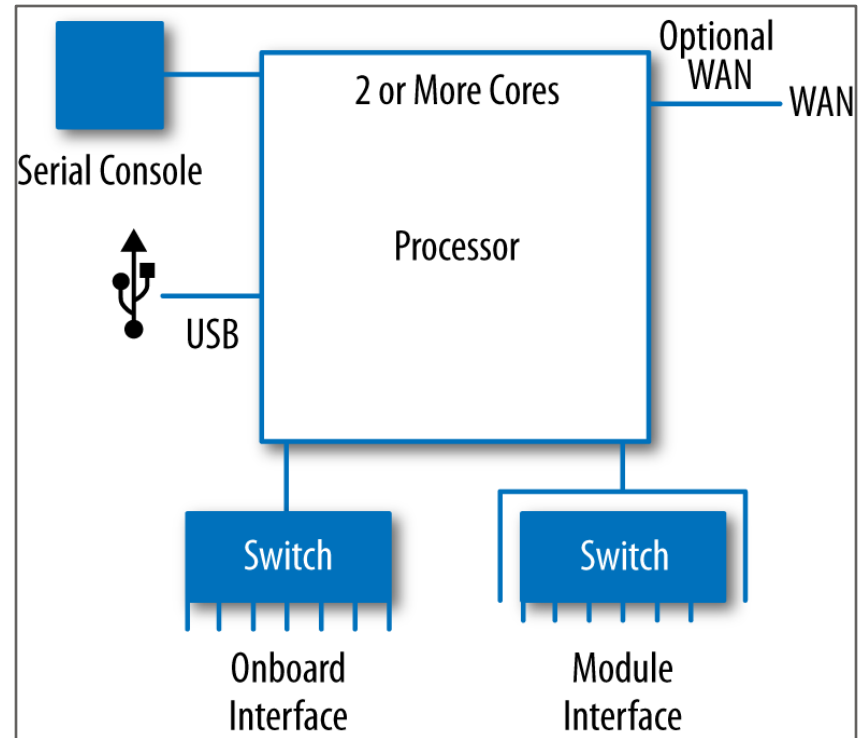 Optional
WAN
WAN
2 or More Cores
Serial Console
Processor
USB
Switch
Switch
Onboard
Interface
Module
Interface